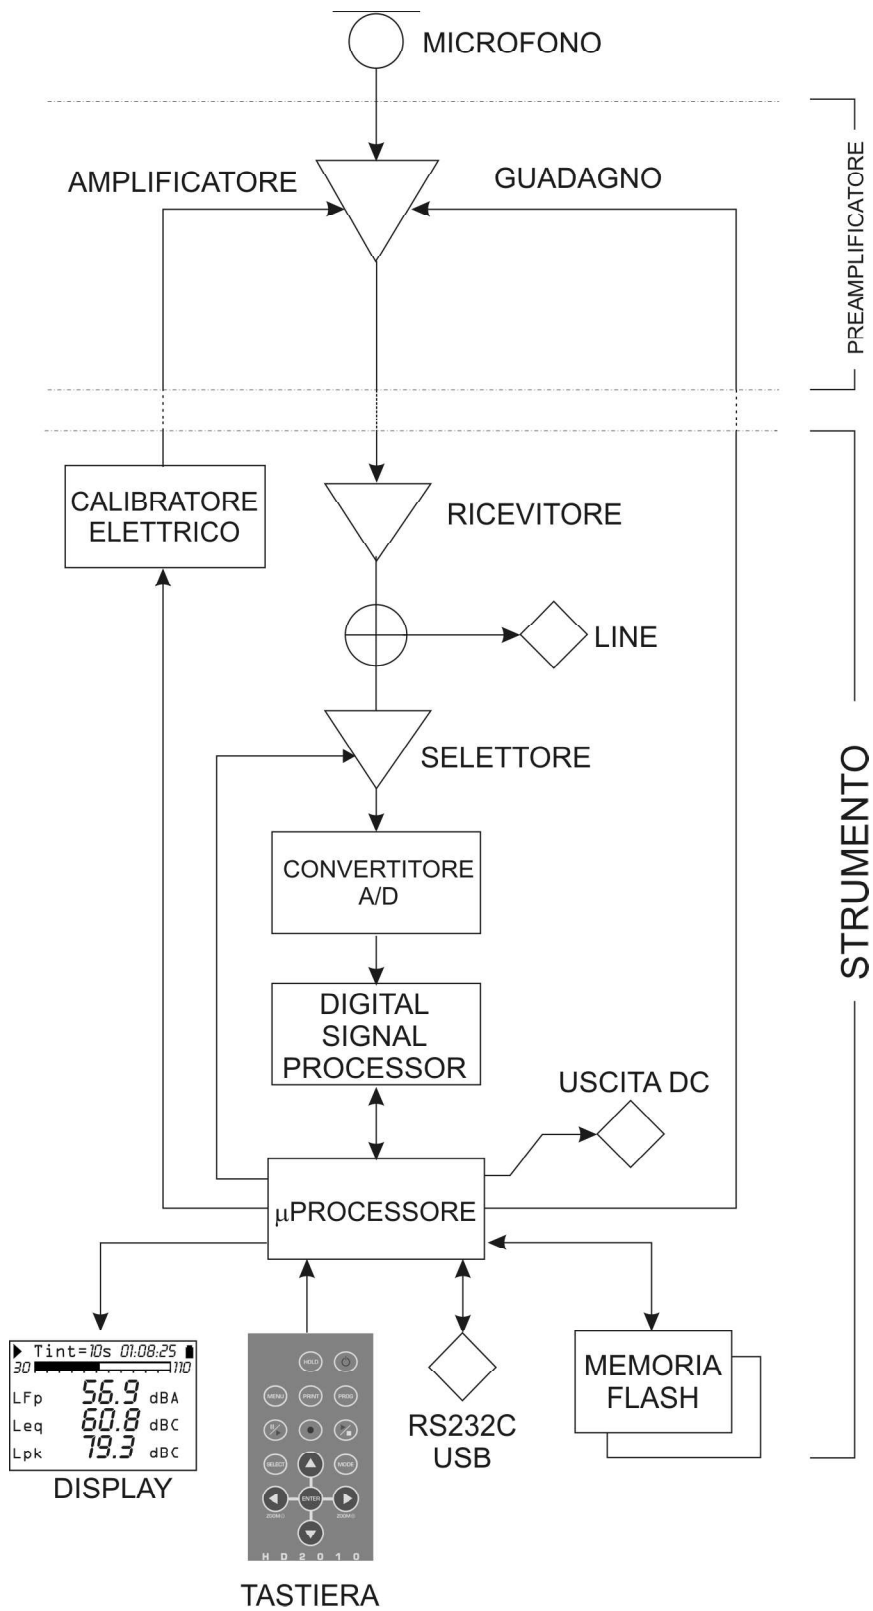 MICROFONO
AMPLIFICATORE
GUADAGNO
PREAMPLIFICATORE
CALIBRATORE
ELETTRICO
RICEVITORE
LINE
SELETTORE
STRUMENTO
CONVERTITORE
A/D
DIGITAL
SIGNAL
PROCESSOR
USCITA DC
µPROCESSORE
Tint=10s 01:08:25
30 110
LFp 56.9 dBA
Leq 60.8 dBC
Lpk 79.3 dBC
DISPLAY
HOLD
MENU PRINT PROG
SELECT MODE
ENTER
ZOOM ZOOM
HD2010
TASTIERA
RS232C
USB
MEMORIA
FLASH